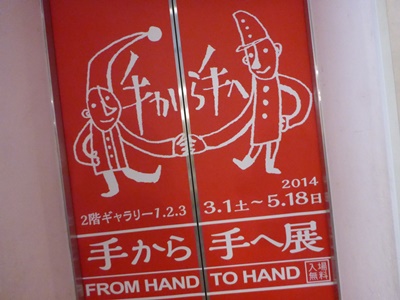 手から手へ
2014
2階ギャラリー1.2.3 3.1土〜5.18日
手から手へ展
FROM HAND TO HAND 入場無料